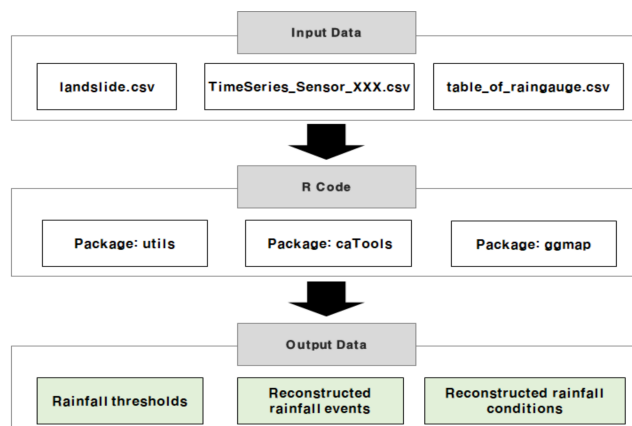 Input Data
landslide.csv
TimeSeries_Sensor_XXX.csv
table_of_raingauge.csv
R Code
Package: utils
Package: caTools
Package: ggmap
Output Data
Rainfall thresholds
Reconstructed
rainfall events
Reconstructed rainfall
conditions